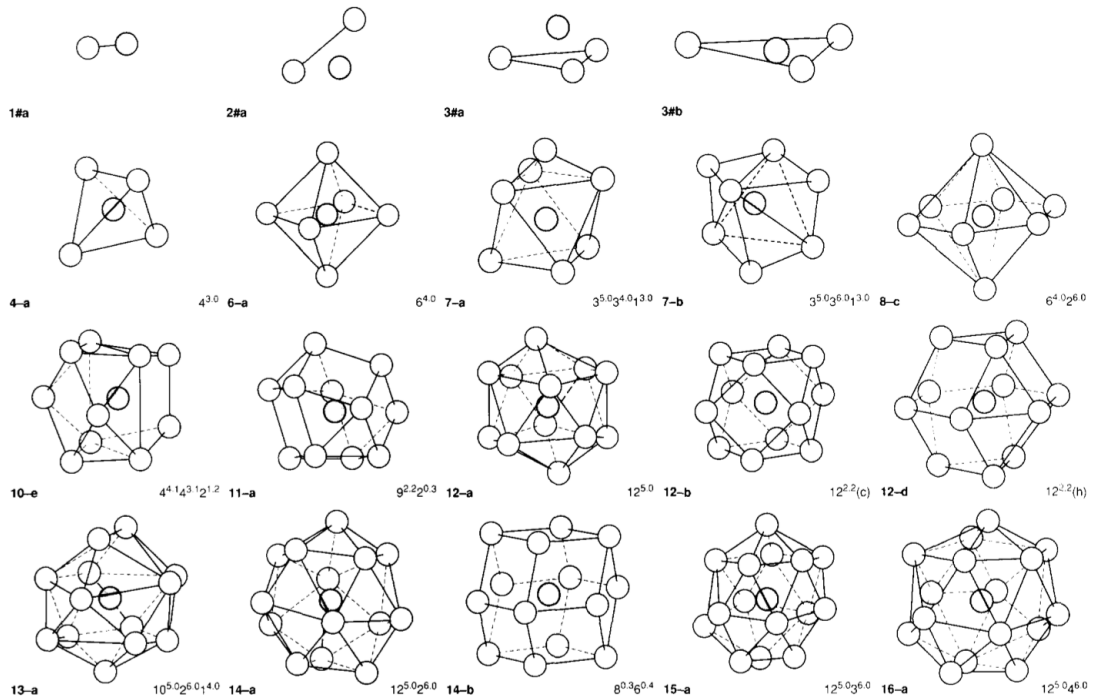 1#a 2#a 3#a 3#b
4–a 4^3.0 6–a 6^4.0 7–a 3^5.0 3^4.0 1^3.0 7–b 3^5.0 3^6.0 1^3.0 8–c 6^4.0 2^6.0
10–e 4^4.1 4^3.1 2^1.2 11–a 9^2.2 2^0.3 12–a 12^5.0 12–b 12^2.2(c) 12–d 12^2.2(h)
13–a 10^5.0 2^6.0 1^4.0 14–a 12^5.0 2^6.0 14–b 8^0.3 6^0.4 15–a 12^5.0 3^6.0 16–a 12^5.0 4^6.0